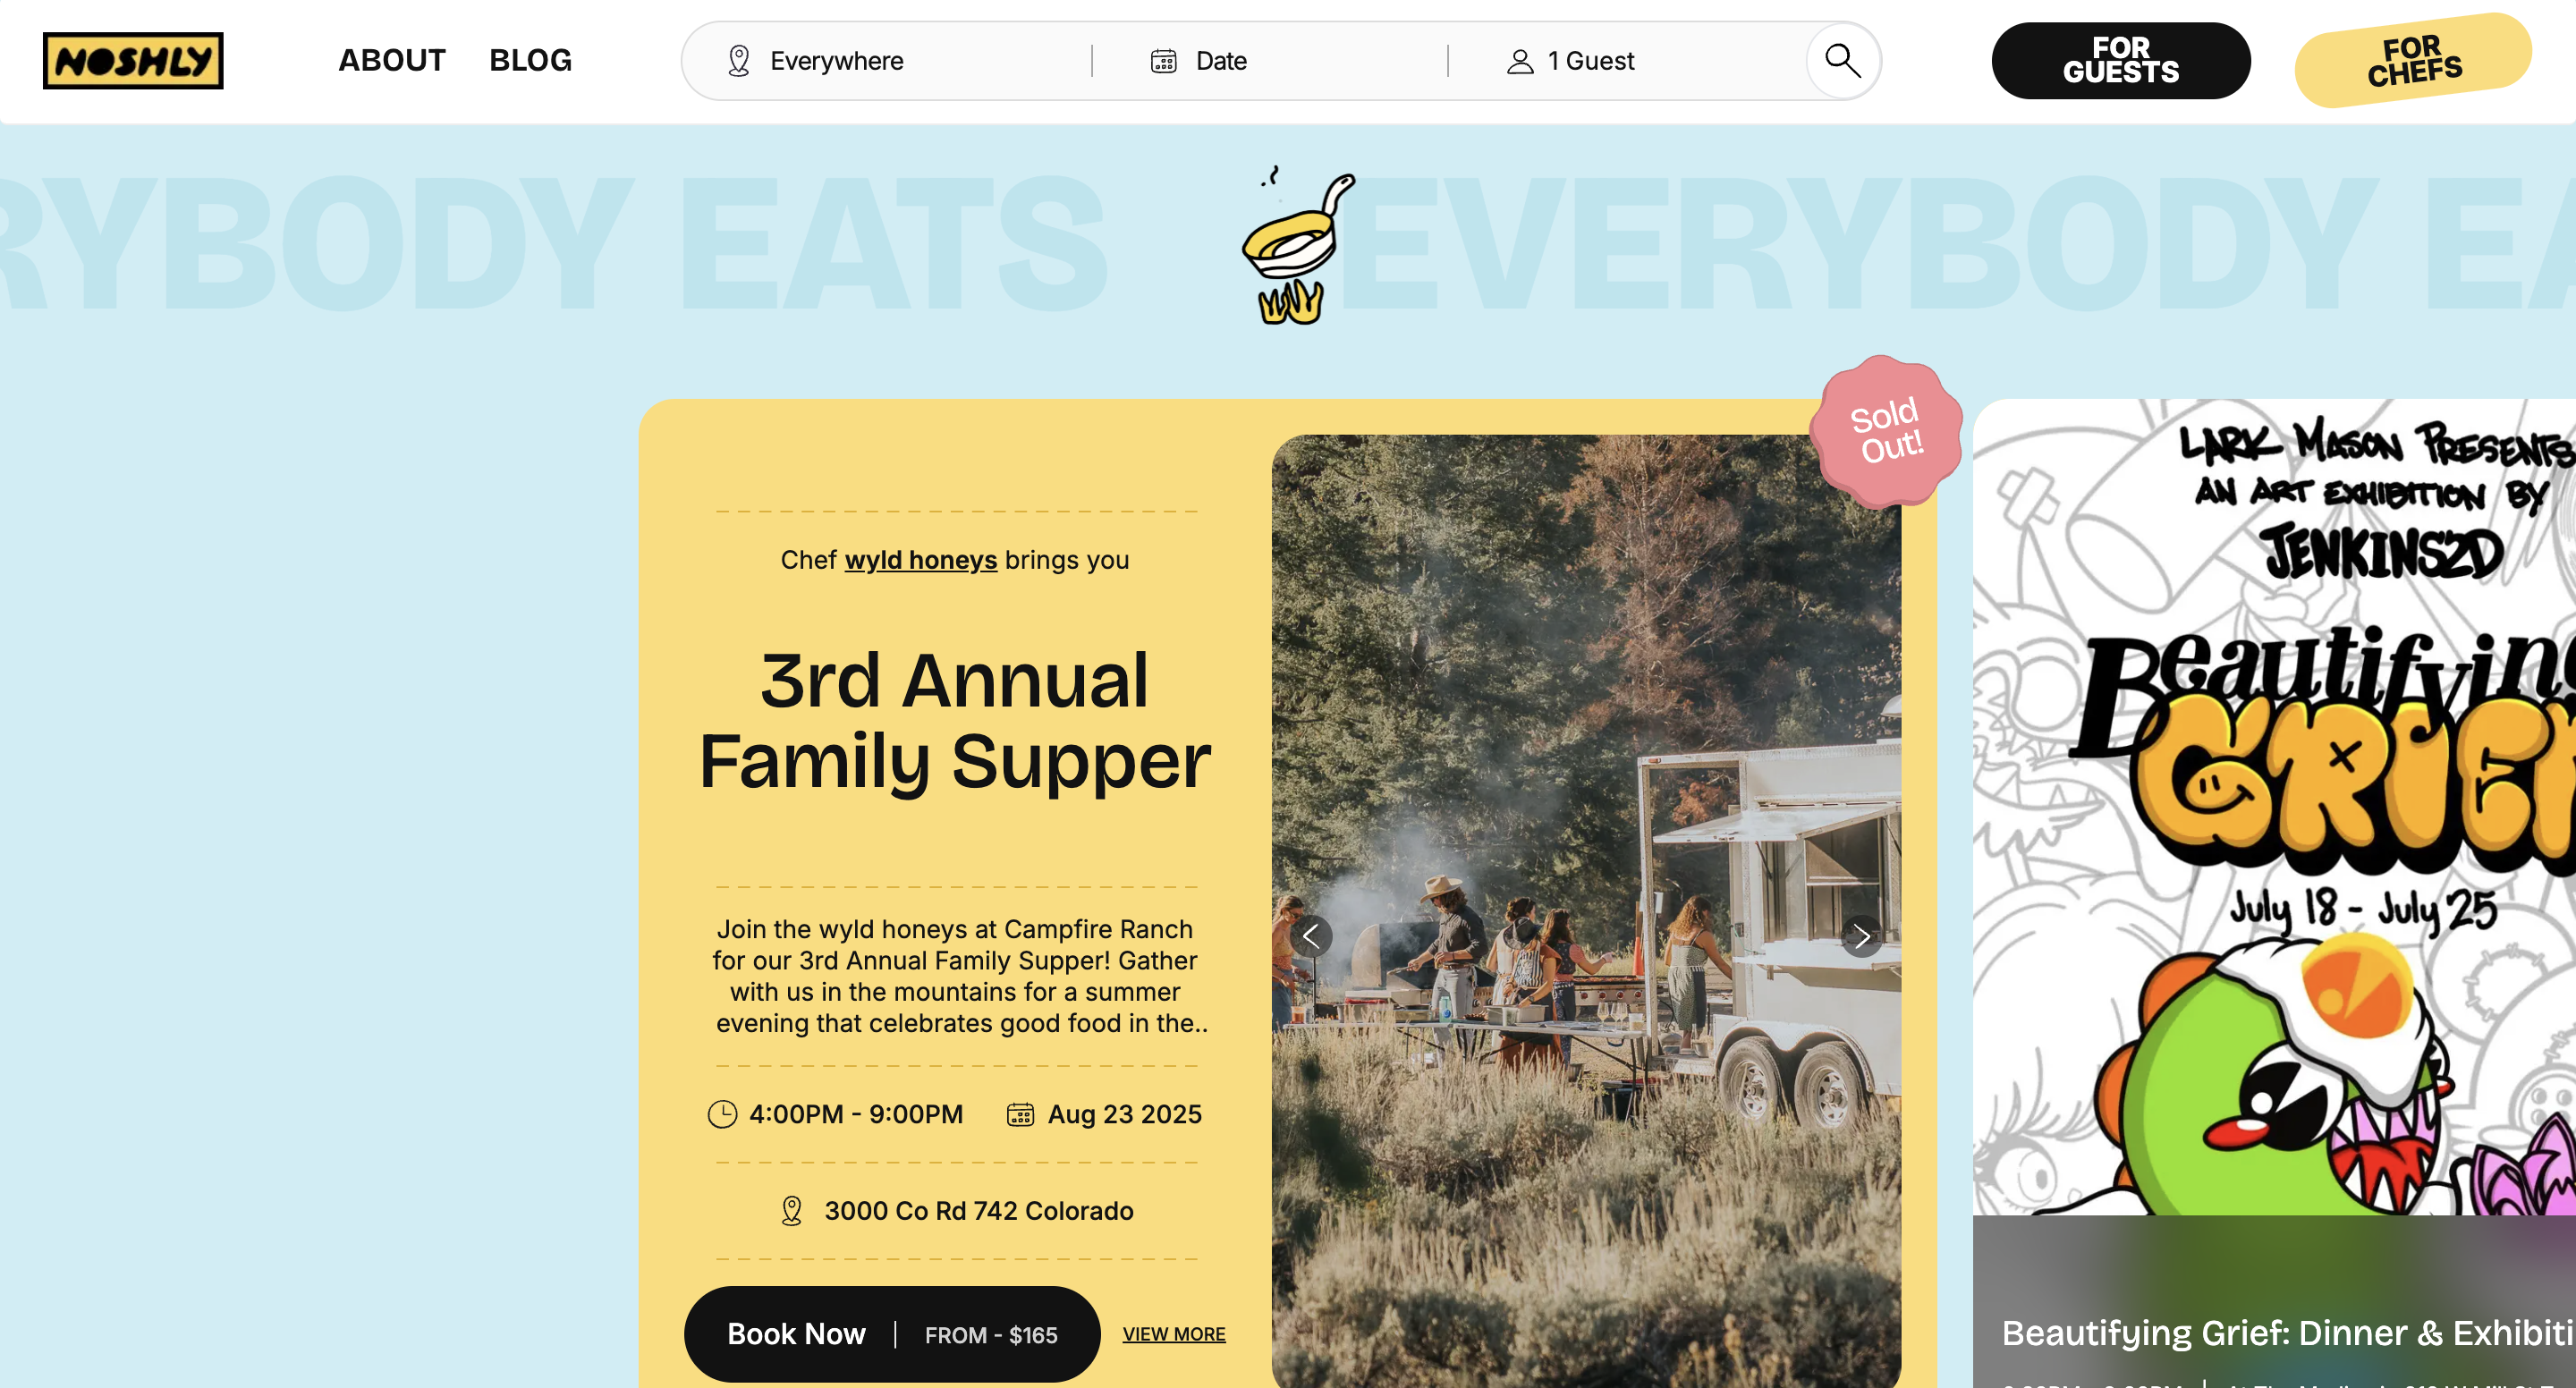 NOSHLY
ABOUT
BLOG
Everywhere
Date
1 Guest
FOR
GUESTS
FOR
CHEFS
RYBODY EATS
EVERYBODY EA
Sold
Out!
Chef wyld honeys brings you
3rd Annual
Family Supper
Join the wyld honeys at Campfire Ranch
for our 3rd Annual Family Supper! Gather
with us in the mountains for a summer
evening that celebrates good food in the..
4:00PM - 9:00PM
Aug 23 2025
3000 Co Rd 742 Colorado
Book Now
FROM - $165
VIEW MORE
LARK MASON PRESENTS
AN ART EXHIBITION BY
JENKINS2D
Beautifying
GRIEF
July 18 - July 25
Beautifying Grief: Dinner & Exhibiti